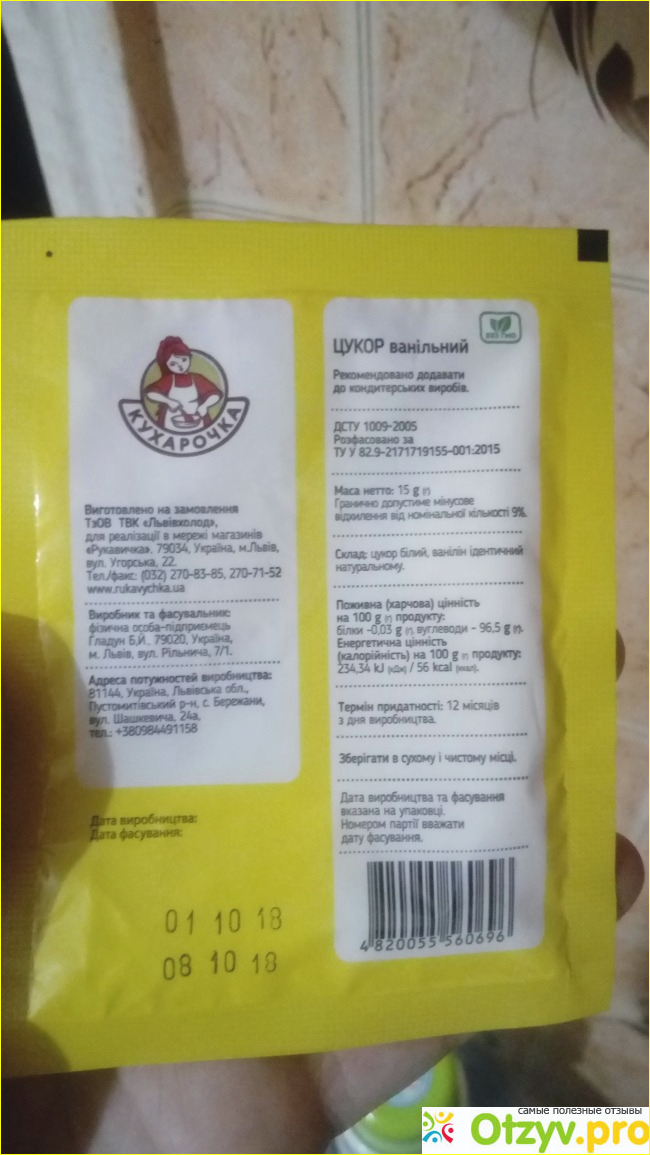 КУХАРОЧКА
Виготовлено на замовлення
ТзОВ ТВК «Львівхолод»,
для реалізації в мережі магазинів
«Рукавичка». 79034, Україна, м.Львів,
вул. Угорська, 22.
Тел./факс: (032) 270-83-85, 270-71-52
www.rukavychka.ua
Виробник та фасувальник:
фізична особа-підприємець
Гладун Б.Й., 79020, Україна,
м. Львів, вул. Рільнича, 7/1.
Адреса потужностей виробництва:
81144, Україна, Львівська обл.,
Пустомитівський р-н, с. Бережани,
вул. Шашкевича, 24а,
тел.: +380984491158
Дата виробництва:
Дата фасування:
01 10 18
08 10 18
ЦУКОР ванільний
БЕЗ ГМО
Рекомендовано додавати
до кондитерських виробів.
ДСТУ 1009-2005
Розфасовано за
ТУ У 82.9-2171719155-001:2015
Маса нетто: 15 g (г)
Гранично допустиме мінусове
відхилення від номінальної кількості 9%.
Склад: цукор білий, ванілін ідентичний
натуральному.
Поживна (харчова) цінність
на 100 g (г) продукту:
білки -0,03 g (г), вуглеводи - 96,5 g (г).
Енергетична цінність
(калорійність) на 100 g (г) продукту:
234,34 kJ (кДж) / 56 kcal (ккал).
Термін придатності: 12 місяців
з дня виробництва.
Зберігати в сухому і чистому місці.
Дата виробництва та фасування
вказана на упаковці.
Номером партії вважати
дату фасування.
4 820055 560696
самые полезные отзывы
Otzyv.pro